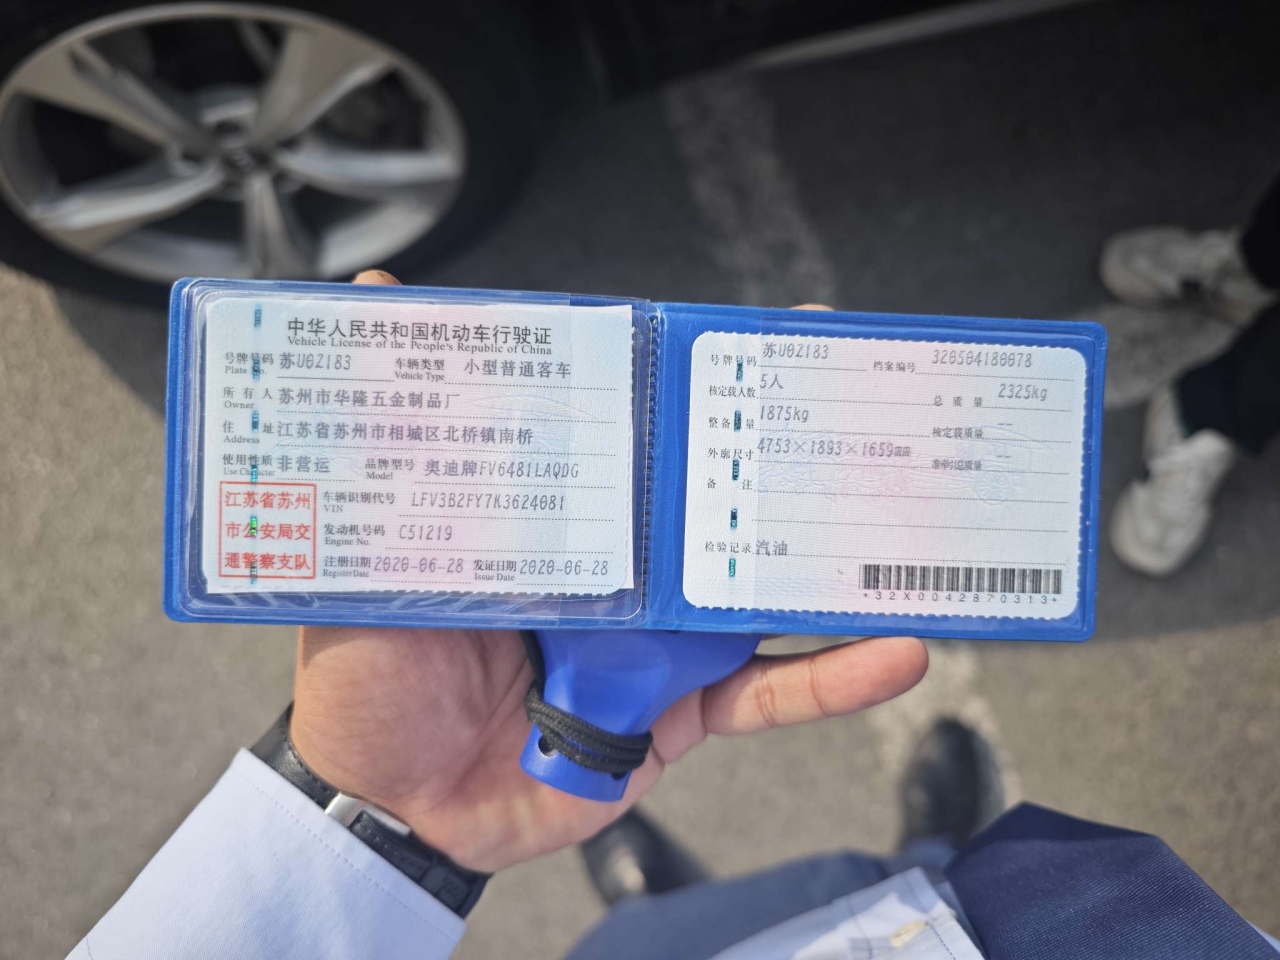 中华人民共和国机动车行驶证
Vehicle License of the People's Republic of China
号牌号码 Plate No. 苏U02183 车辆类型 Vehicle Type 小型普通客车
所有人 Owner 苏州市华隆五金制品厂
住址 Address 江苏省苏州市相城区北桥镇南桥
使用性质 Use Character 非营运 品牌型号 Model 奥迪牌FV6481LAQDG
江苏省苏州市公安局交通警察支队
车辆识别代号 VIN LFV3B2FY7K3624081
发动机号码 Engine No. C51219
注册日期 Register Date 2020-06-28 发证日期 Issue Date 2020-06-28
号牌号码 苏U02183 档案编号 320504180078
核定载人数 5人 总质量 2325kg
整备质量 1875kg 核定载质量 --
外廓尺寸 4753×1893×1659mm 准牵引总质量 --
备注
检验记录 汽油
*32X0042870313*